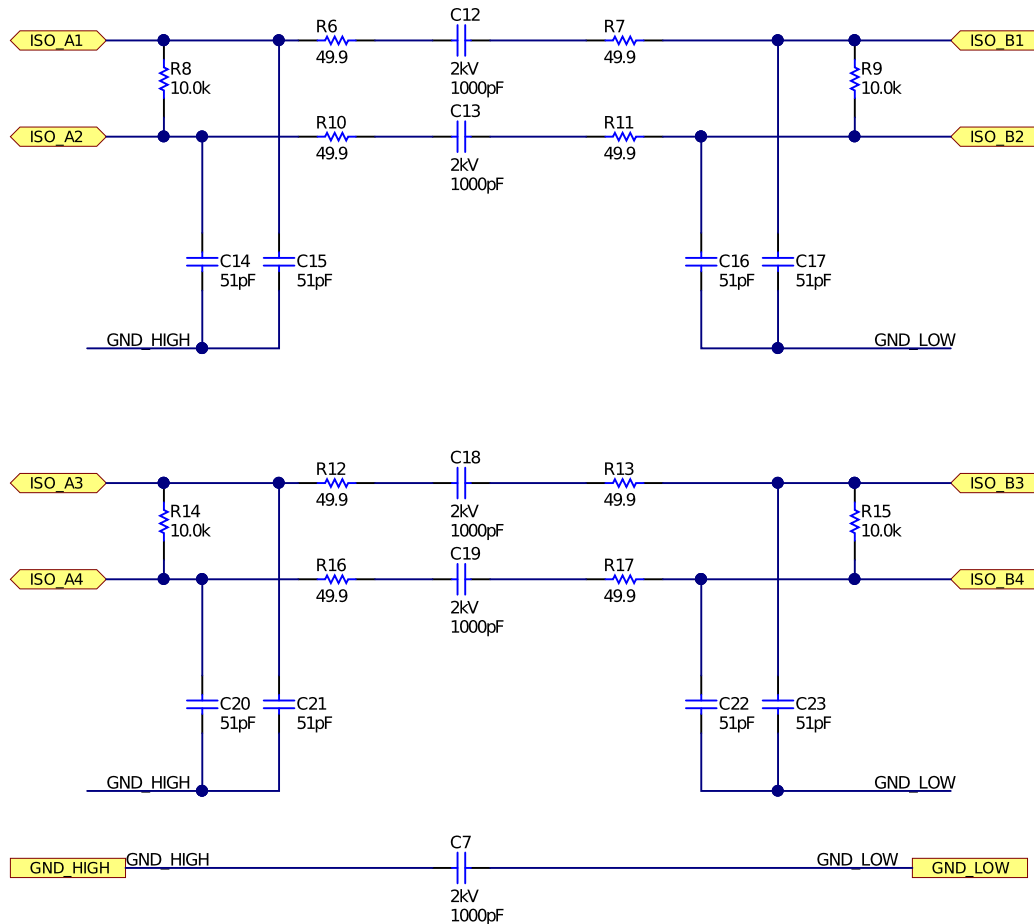 C12
ISO_A1
R6
R7
ISO_B1
49.9
49.9
2kV
1000pF
R8
10.0k
R9
10.0k
C13
ISO_A2
R10
R11
ISO_B2
49.9
49.9
2kV
1000pF
C14
51pF
C15
51pF
C16
51pF
C17
51pF
GND_HIGH
GND_LOW
C18
ISO_A3
R12
R13
ISO_B3
49.9
49.9
2kV
1000pF
R14
10.0k
R15
10.0k
C19
ISO_A4
R16
R17
ISO_B4
49.9
49.9
2kV
1000pF
C20
51pF
C21
51pF
C22
51pF
C23
51pF
GND_HIGH
GND_LOW
C7
GND_HIGH
GND_HIGH
GND_LOW
GND_LOW
2kV
1000pF